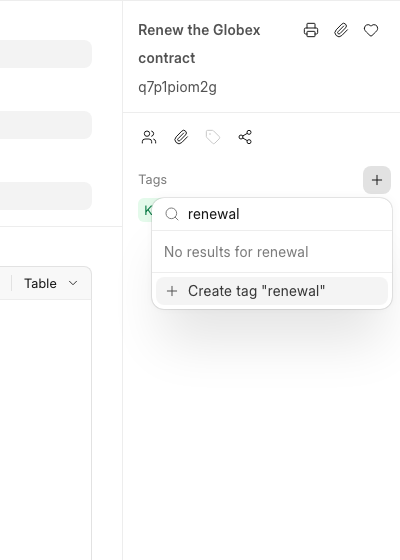 Renew the Globex
contract
q7p1piom2g
Tags
K
renewal
No results for renewal
Create tag "renewal"
Table